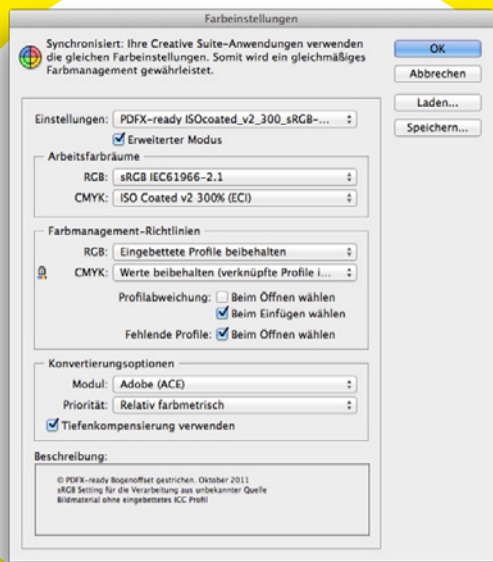 Farbeinstellungen
Synchronisiert: Ihre Creative Suite-Anwendungen verwenden
die gleichen Farbeinstellungen. Somit wird ein gleichmäßiges
Farbmanagement gewährleistet.
OK
Abbrechen
Laden...
Speichern...
Einstellungen: PDFX-ready ISOcoated_v2_300_sRGB-...
Erweiterter Modus
Arbeitsfarbräume
RGB: sRGB IEC61966-2.1
CMYK: ISO Coated v2 300% (ECI)
Farbmanagement-Richtlinien
RGB: Eingebettete Profile beibehalten
CMYK: Werte beibehalten (verknüpfte Profile i...
Profilabweichung: Beim Öffnen wählen
Beim Einfügen wählen
Fehlende Profile: Beim Öffnen wählen
Konvertierungsoptionen
Modul: Adobe (ACE)
Priorität: Relativ farbmetrisch
Tiefenkompensierung verwenden
Beschreibung:
© PDFX-ready Bogenoffset gestrichen. Oktober 2011
sRGB Setting für die Verarbeitung aus unbekannter Quelle
Bildmaterial ohne eingebettetes ICC Profil